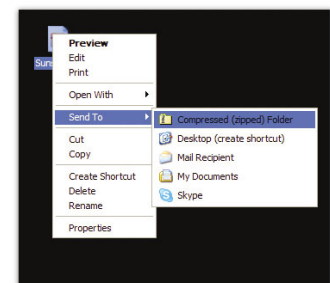 Preview
Edit
Print
Open With
Send To
Cut
Copy
Create Shortcut
Delete
Rename
Properties
Compressed (zipped) Folder
Desktop (create shortcut)
Mail Recipient
My Documents
Skype